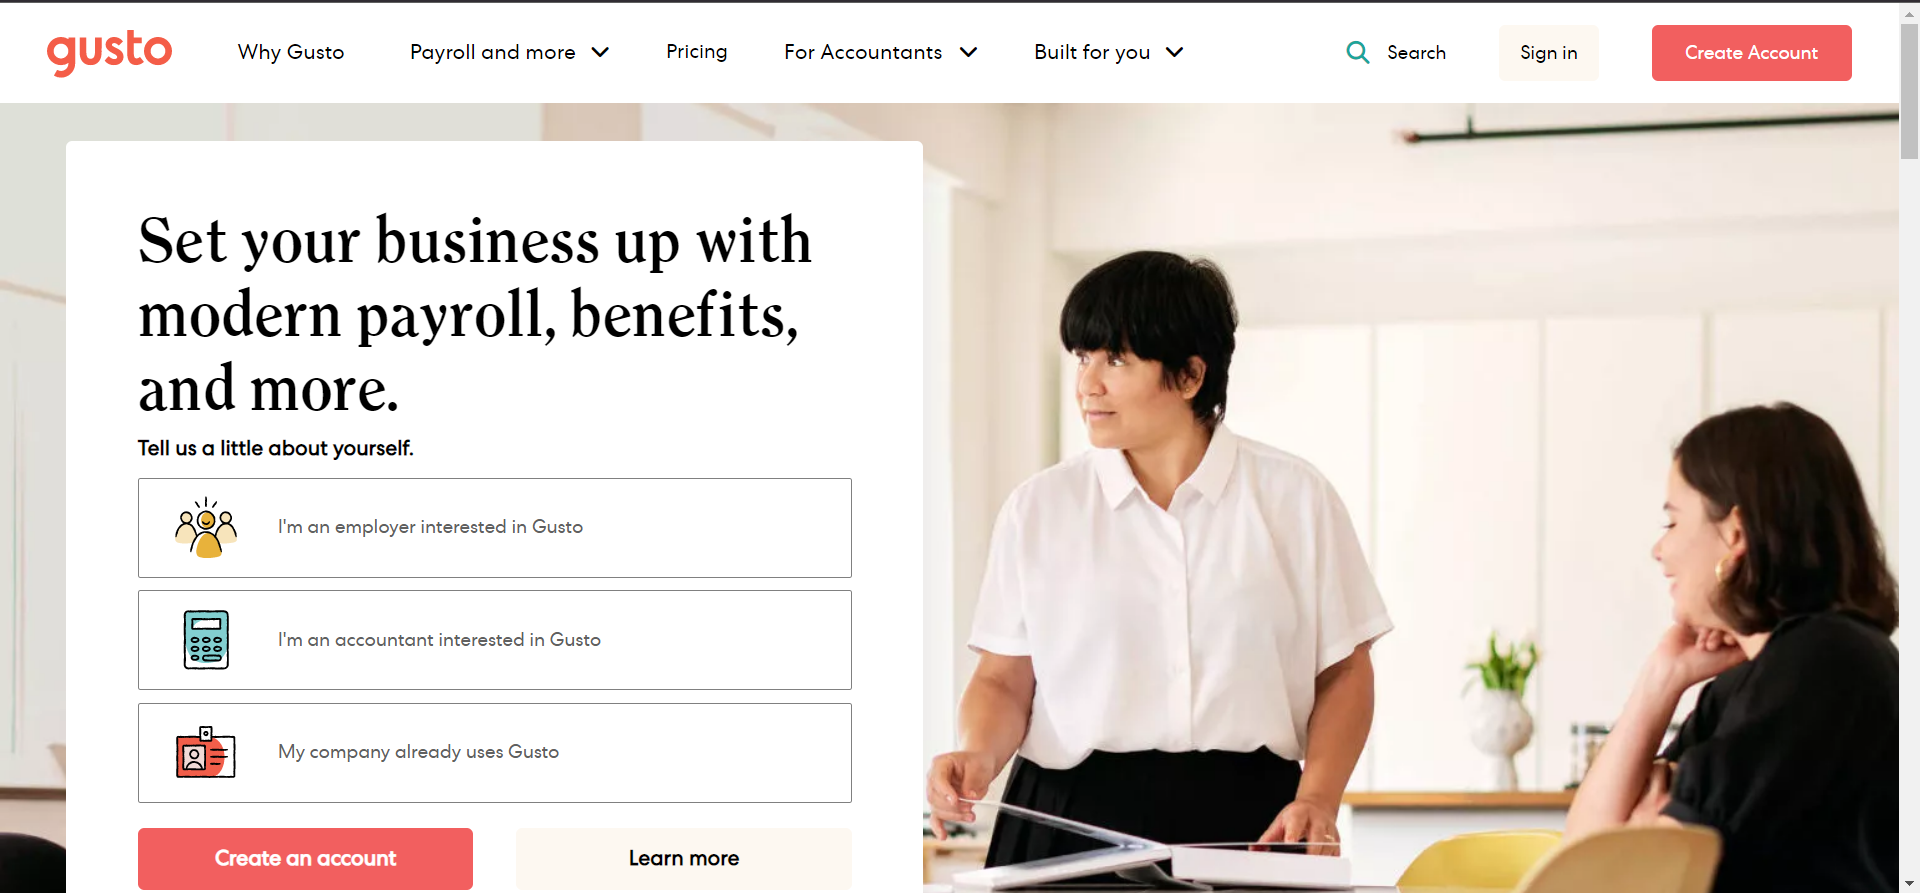 gusto
Why Gusto
Payroll and more
Pricing
For Accountants
Built for you
Search
Sign in
Create Account
Set your business up with
modern payroll, benefits,
and more.
Tell us a little about yourself.
I'm an employer interested in Gusto
I'm an accountant interested in Gusto
My company already uses Gusto
Create an account
Learn more